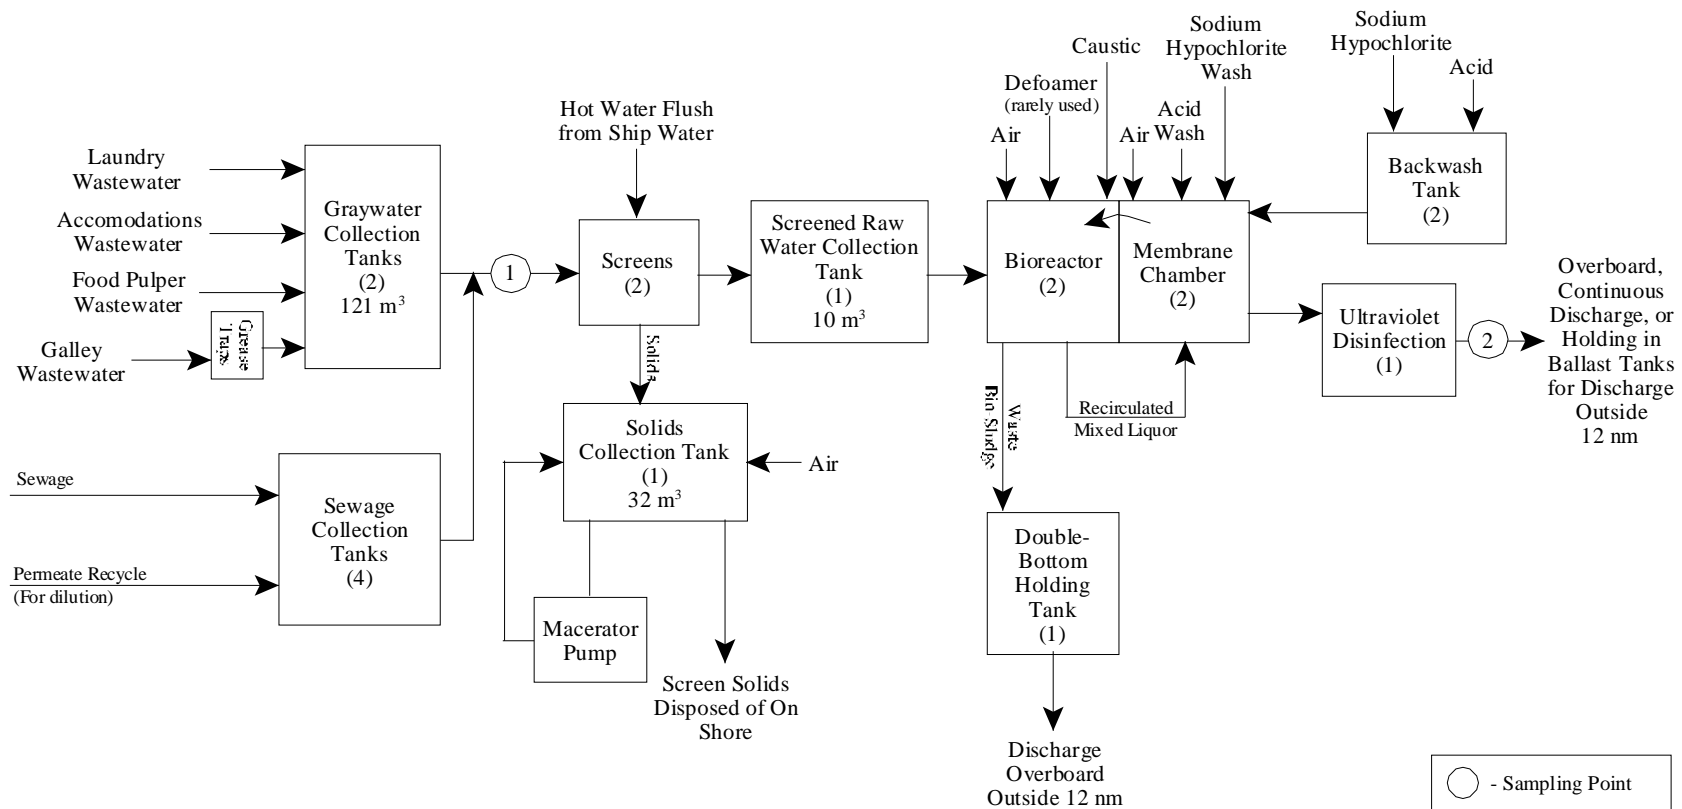 Laundry
Wastewater
Accomodations
Wastewater
Food Pulper
Wastewater
Galley
Wastewater
Grease
Traps
Graywater
Collection
Tanks
(2)
121 m³
Sewage
Permeate Recycle
(For dilution)
Sewage
Collection
Tanks
(4)
1
Hot Water Flush
from Ship Water
Screens
(2)
Solids
Solids
Collection Tank
(1)
32 m³
Air
Macerator
Pump
Screen Solids
Disposed of On
Shore
Screened Raw
Water Collection
Tank
(1)
10 m³
Air
Defoamer
(rarely used)
Caustic
Air
Acid
Wash
Sodium
Hypochlorite
Wash
Bioreactor
(2)
Membrane
Chamber
(2)
Waste
Bio-Sludge
Recirculated
Mixed Liquor
Double-
Bottom
Holding
Tank
(1)
Discharge
Overboard
Outside 12 nm
Sodium
Hypochlorite
Acid
Backwash
Tank
(2)
Ultraviolet
Disinfection
(1)
2
Overboard,
Continuous
Discharge, or
Holding in
Ballast Tanks
for Discharge
Outside
12 nm
- Sampling Point